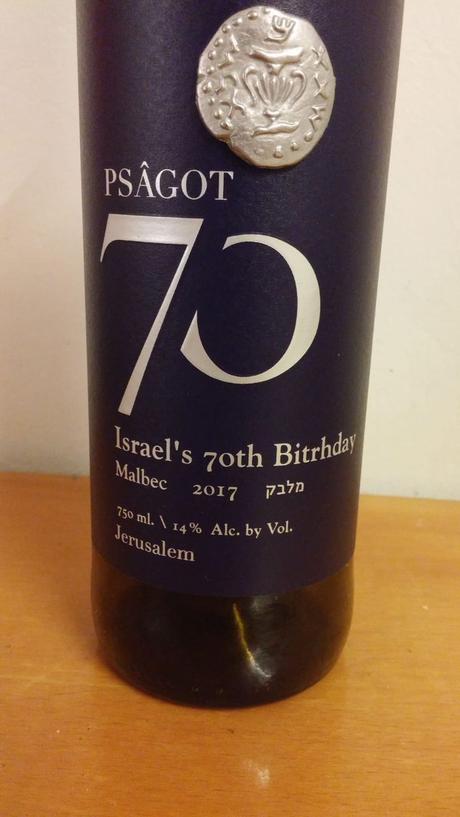 PSÂGOT
70
Israel's 70th Bitrhday
Malbec 2017 מלבק
750 ml. \ 14% Alc. by Vol.
Jerusalem